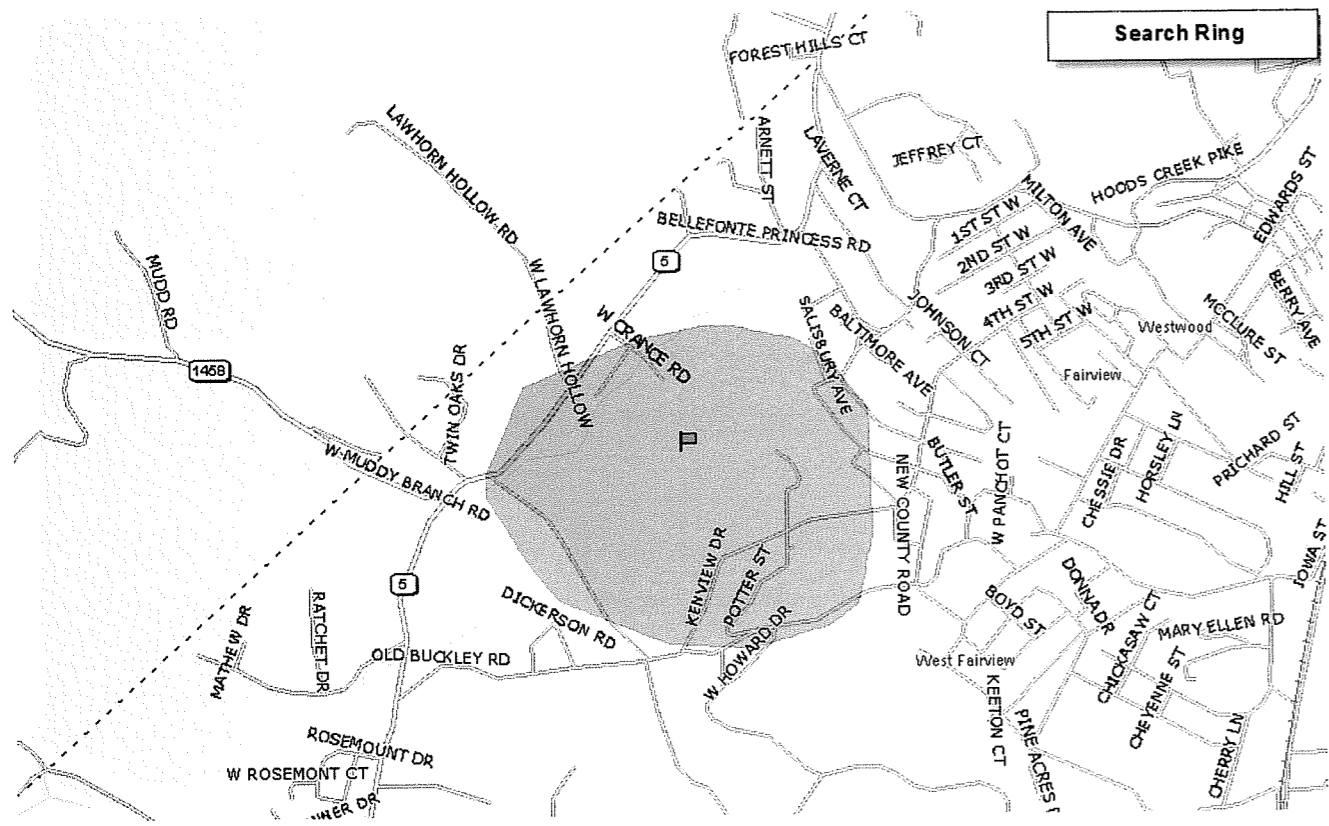 Search Ring
FOREST HILLS CT
LAWHORN HOLLOW RD
ARNETT ST
LAVERNE CT
JEFFREY CT
HOODS CREEK PIKE
EDWARDS ST
MILTON AVE
1ST ST W
2ND ST W
3RD ST W
4TH ST W
5TH ST W
BELLEFONTE PRINCESS RD
5
MUDD RD
W LAWHORN HOLLOW
W CRANCE RD
SALISBURY AVE
BALTIMORE AVE
JOHNSON CT
BERRY AVE
MCCLURE ST
Westwood
Fairview
1458
TWIN OAKS DR
W MUDDY BRANCH RD
NEW COUNTY ROAD
BUTLER ST
W PANCHOT CT
CHESSIE DR
HORSLEY LN
PRICHARD ST
HILL ST
IOWA ST
5
DICKERSON RD
KENVIEW DR
POTTER ST
W HOWARD DR
BOYD ST
DONNA DR
CHICKASAW CT
MARY ELLEN RD
CHEYENNE ST
West Fairview
KEETON CT
PINE ACRES
CHERRY LN
MATHEW DR
RATCHET DR
OLD BUCKLEY RD
ROSEMOUNT DR
W ROSEMONT CT
NNER DR